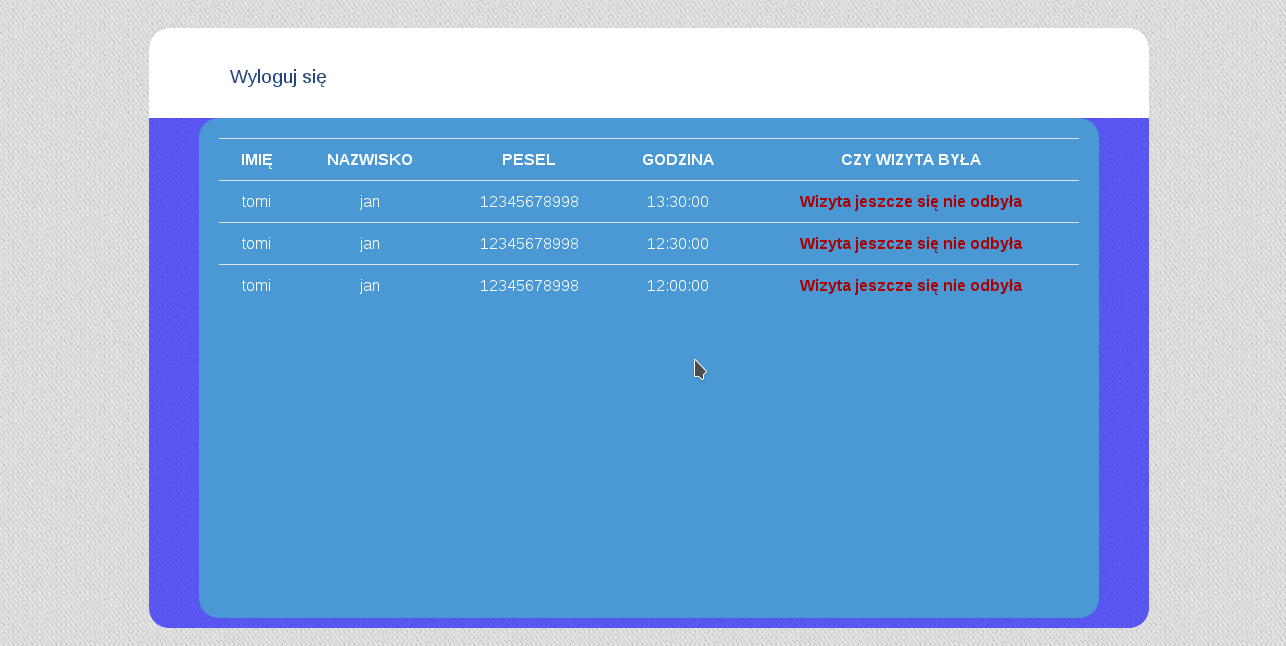 Wyloguj się
IMIĘ NAZWISKO PESEL GODZINA CZY WIZYTA BYŁA
tomi jan 12345678998 13:30:00 Wizyta jeszcze się nie odbyła
tomi jan 12345678998 12:30:00 Wizyta jeszcze się nie odbyła
tomi jan 12345678998 12:00:00 Wizyta jeszcze się nie odbyła